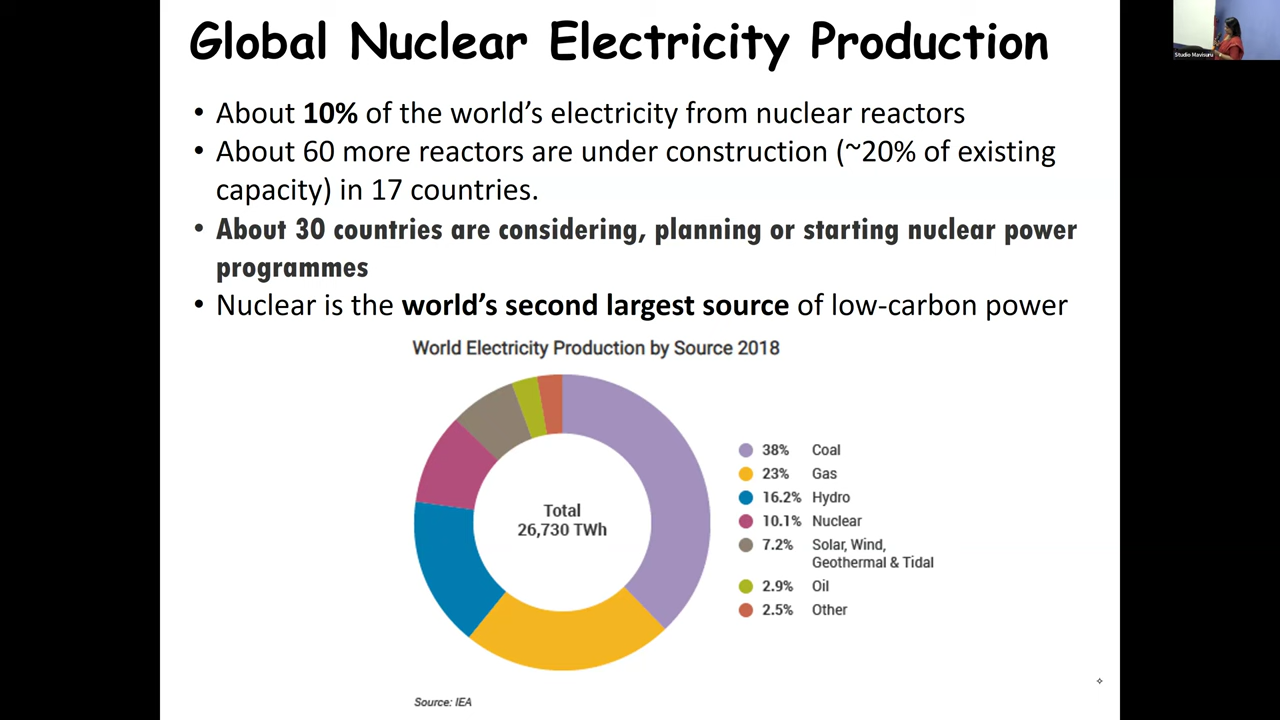 Global Nuclear Electricity Production
• About 10% of the world's electricity from nuclear reactors
• About 60 more reactors are under construction (~20% of existing
capacity) in 17 countries.
• About 30 countries are considering, planning or starting nuclear power
programmes
• Nuclear is the world's second largest source of low-carbon power
World Electricity Production by Source 2018
Total
26,730 TWh
38% Coal
23% Gas
16.2% Hydro
10.1% Nuclear
7.2% Solar, Wind,
Geothermal & Tidal
2.9% Oil
2.5% Other
Source: IEA
Studio Mavisuru